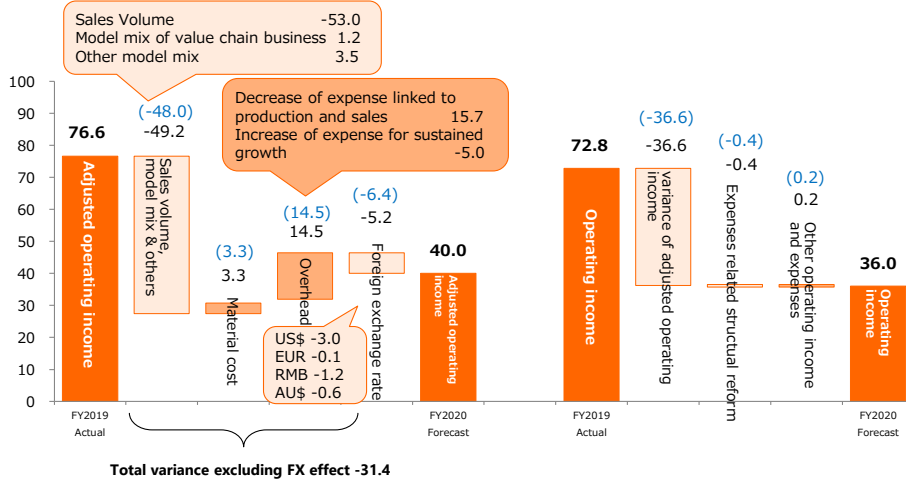 Sales Volume -53.0
Model mix of value chain business 1.2
Other model mix 3.5
Decrease of expense linked to
production and sales 15.7
Increase of expense for sustained
growth -5.0
100
90
80
70
60
50
40
30
20
10
0
76.6
Adjusted operating income
(-48.0)
-49.2
Sales volume,
model mix & others
(3.3)
3.3
Material cost
(14.5)
14.5
Overhead
(-6.4)
-5.2
Foreign exchange rate
US$ -3.0
EUR -0.1
RMB -1.2
AU$ -0.6
40.0
Adjusted operating
income
72.8
Operating income
(-36.6)
-36.6
variance of adjusted operating
income
(-0.4)
-0.4
Expenses related structual reform
(0.2)
0.2
Other operating income
and expenses
36.0
Operating
income
FY2019
Actual
FY2020
Forecast
FY2019
Actual
FY2020
Forecast
Total variance excluding FX effect -31.4